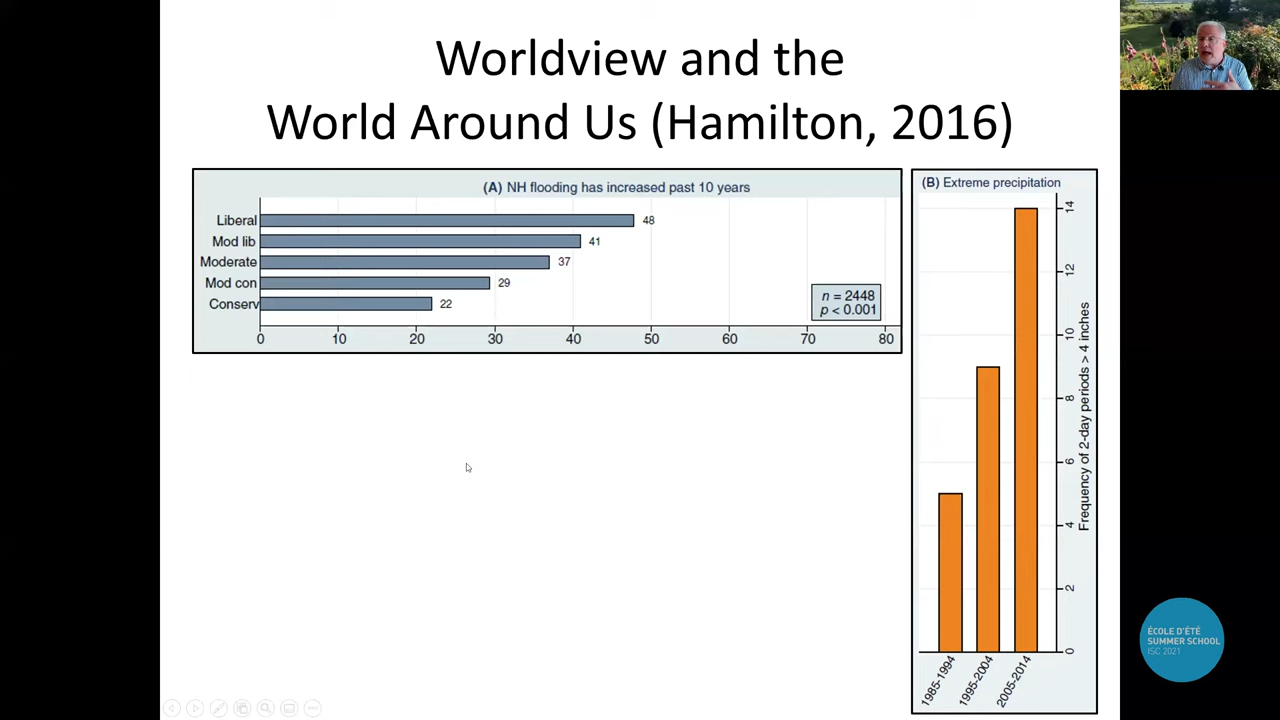 Worldview and the
World Around Us (Hamilton, 2016)
(A) NH flooding has increased past 10 years
Liberal 48
Mod lib 41
Moderate 37
Mod con 29
Conserv 22
n = 2448
p < 0.001
0 10 20 30 40 50 60 70 80
(B) Extreme precipitation
14
12
10
8
6
4
2
0
Frequency of 2-day periods > 4 inches
1985-1994
1995-2004
2005-2014
ÉCOLE D'ÉTÉ
SUMMER SCHOOL
ISC 2021